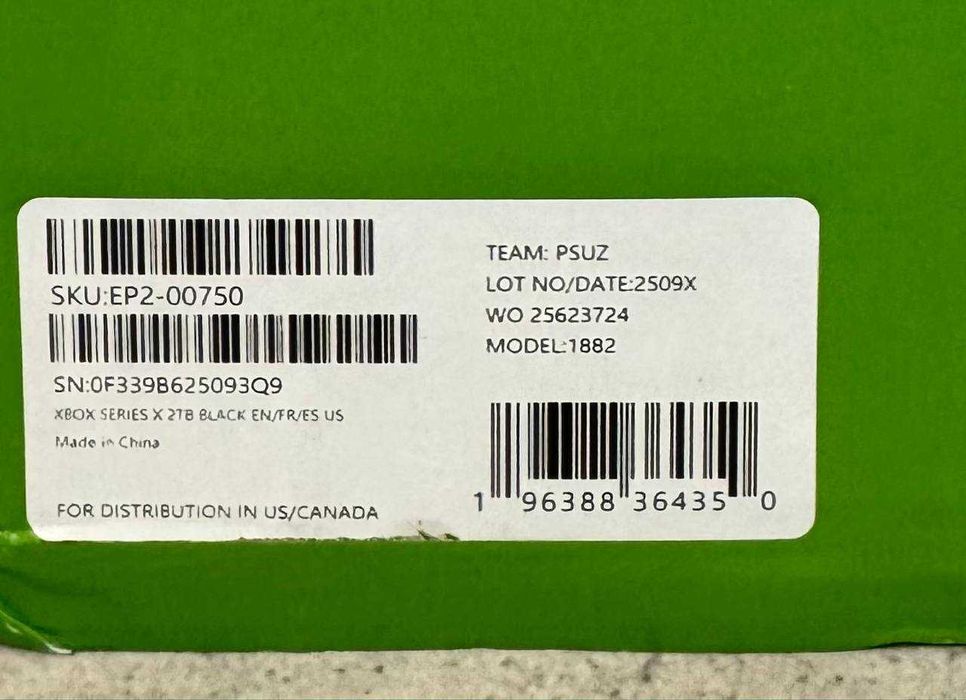 SKU:EP2-00750
SN:0F339B625093Q9
XBOX SERIES X 2TB BLACK EN/FR/ES US
Made in China
FOR DISTRIBUTION IN US/CANADA
TEAM: PSUZ
LOT NO/DATE:2509X
WO 25623724
MODEL:1882
1 96388 36435 0